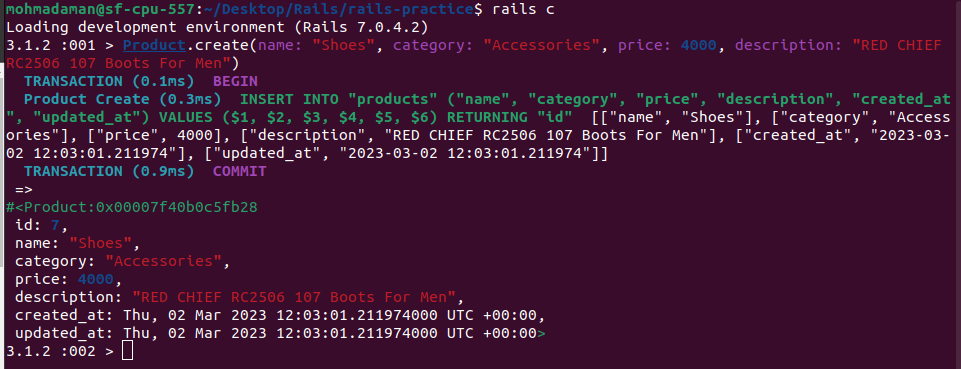 mohmadaman@sf-cpu-557:~/Desktop/Rails/rails-practice$ rails c
Loading development environment (Rails 7.0.4.2)
3.1.2 :001 > Product.create(name: "Shoes", category: "Accessories", price: 4000, description: "RED CHIEF
RC2506 107 Boots For Men")
  TRANSACTION (0.1ms)  BEGIN
  Product Create (0.3ms)  INSERT INTO "products" ("name", "category", "price", "description", "created_at
", "updated_at") VALUES ($1, $2, $3, $4, $5, $6) RETURNING "id"  [["name", "Shoes"], ["category", "Access
ories"], ["price", 4000], ["description", "RED CHIEF RC2506 107 Boots For Men"], ["created_at", "2023-03-
02 12:03:01.211974"], ["updated_at", "2023-03-02 12:03:01.211974"]]
  TRANSACTION (0.9ms)  COMMIT
 =>
#<Product:0x00007f40b0c5fb28
 id: 7,
 name: "Shoes",
 category: "Accessories",
 price: 4000,
 description: "RED CHIEF RC2506 107 Boots For Men",
 created_at: Thu, 02 Mar 2023 12:03:01.211974000 UTC +00:00,
 updated_at: Thu, 02 Mar 2023 12:03:01.211974000 UTC +00:00>
3.1.2 :002 >